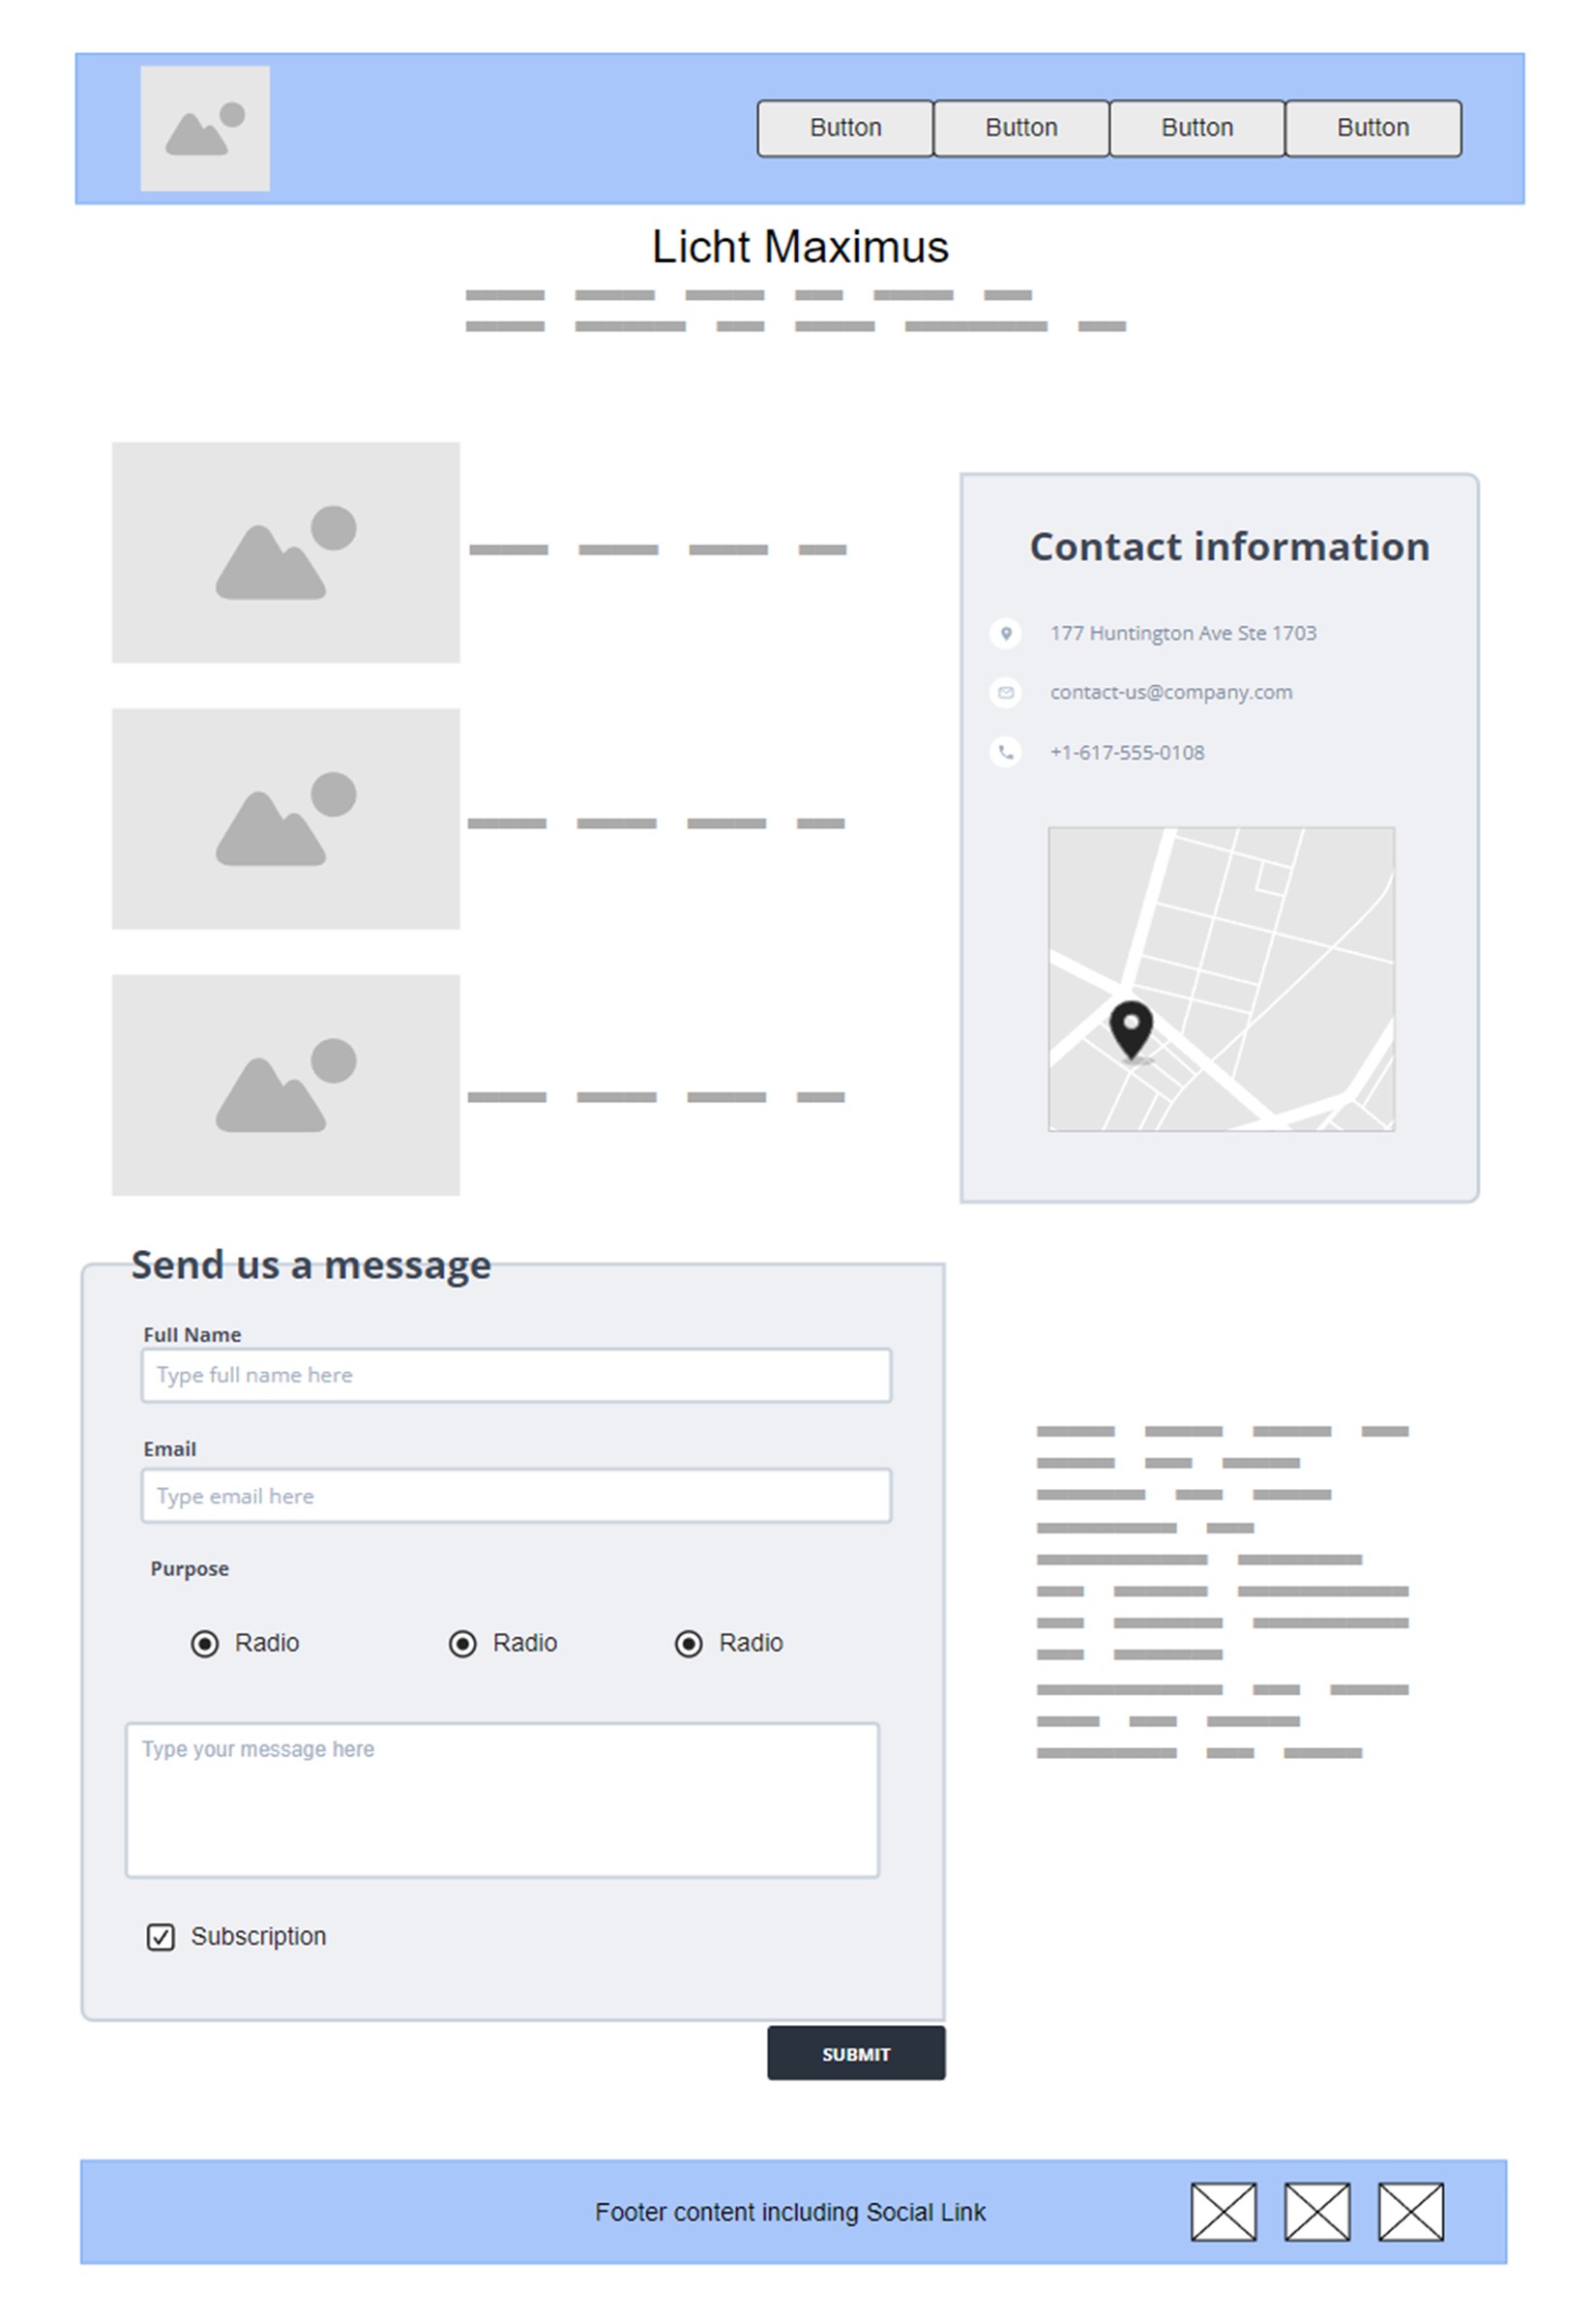 Button Button Button Button
Licht Maximus
Contact information
177 Huntington Ave Ste 1703
contact-us@company.com
+1-617-555-0108
Send us a message
Full Name
Type full name here
Email
Type email here
Purpose
Radio Radio Radio
Type your message here
Subscription
SUBMIT
Footer content including Social Link